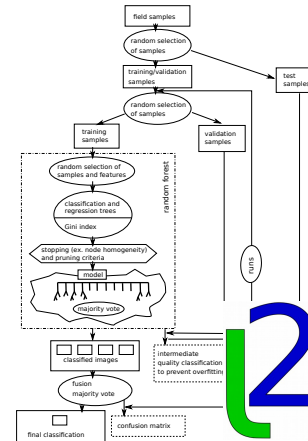 field samples
random selection
of samples
training/validation
samples
test
samples
random selection
of samples
training
samples
validation
samples
random selection of
samples and features
random forest
classification and
regression trees
Gini index
stopping (ex. node homogeneity)
and pruning criteria
model
majority vote
runs
classified images
intermediate
quality classification
to prevent overfitting
fusion
majority vote
final classification
confusion matrix
2